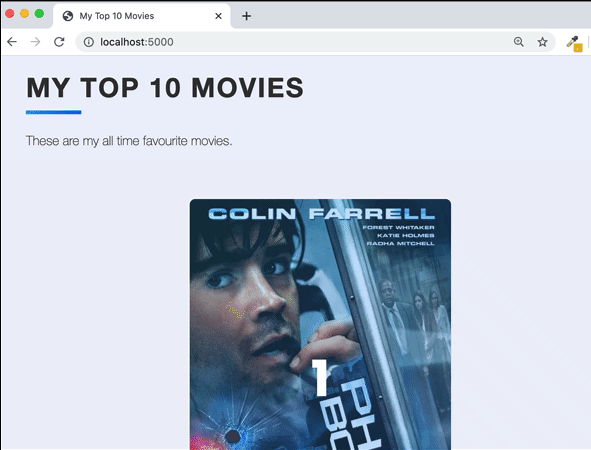 My Top 10 Movies
localhost:5000
MY TOP 10 MOVIES
These are my all time favourite movies.
COLIN FARRELL
FOREST WHITAKER
KATIE HOLMES
RADHA MITCHELL
1
PH
BO